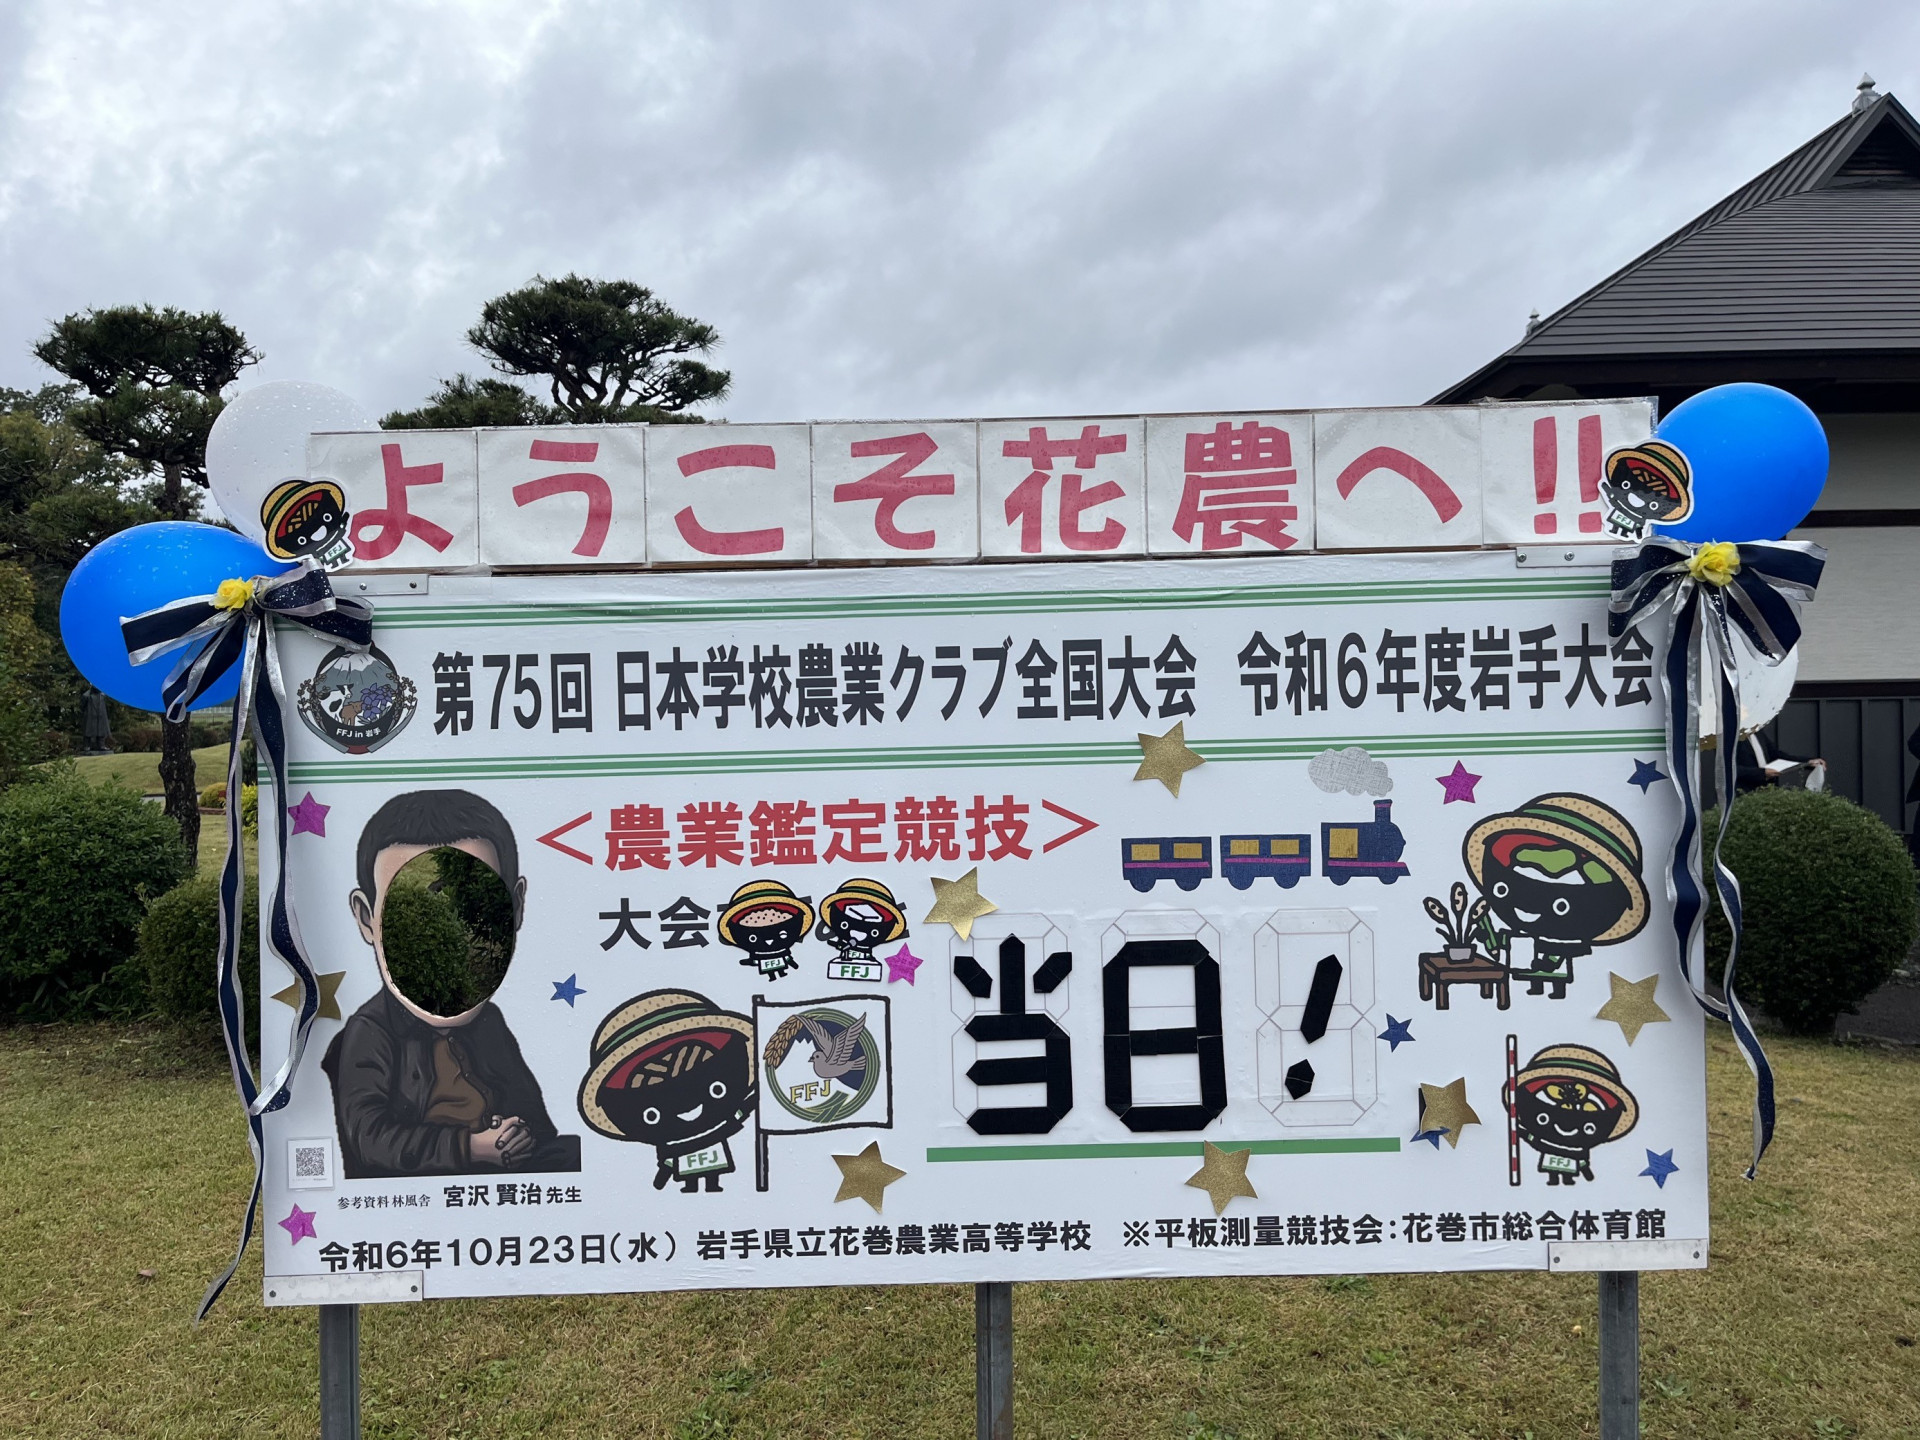 ようこそ花農へ!!
第75回 日本学校農業クラブ全国大会 令和6年度岩手大会
FFJ in 岩手
<農業鑑定競技>
大会
FFJ
FFJ
当日!
FFJ
FFJ
FFJ
参考資料 林風舎 宮沢 賢治 先生
令和6年10月23日(水) 岩手県立花巻農業高等学校 ※平板測量競技会:花巻市総合体育館